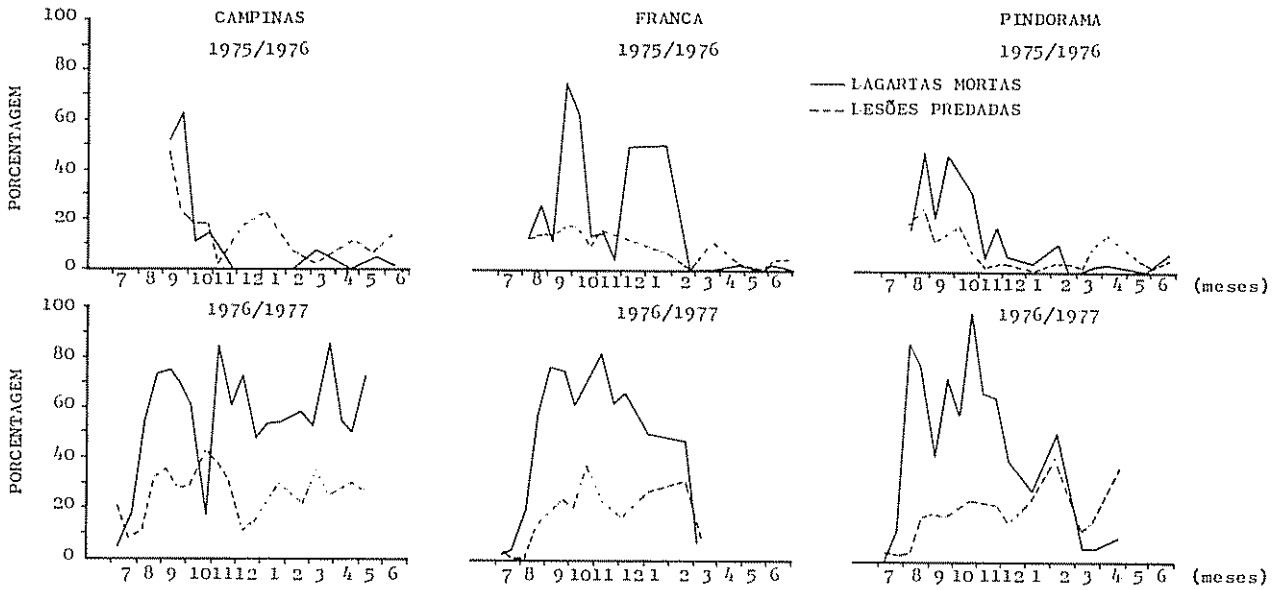 CAMPINAS
1975/1976
FRANCA
1975/1976
PINDORAMA
1975/1976
LAGARTAS MORTAS
LESÕES PREDADAS
PORCENTAGEM
100
80
60
40
20
0
7 8 9 10 11 12 1 2 3 4 5 6
7 8 9 10 11 12 1 2 3 4 5 6
7 8 9 10 11 12 1 2 3 4 5 6 (meses)
1976/1977
1976/1977
1976/1977
PORCENTAGEM
100
80
60
40
20
0
7 8 9 10 11 12 1 2 3 4 5 6
7 8 9 10 11 12 1 2 3 4 5 6
7 8 9 10 11 12 1 2 3 4 5 6 (meses)